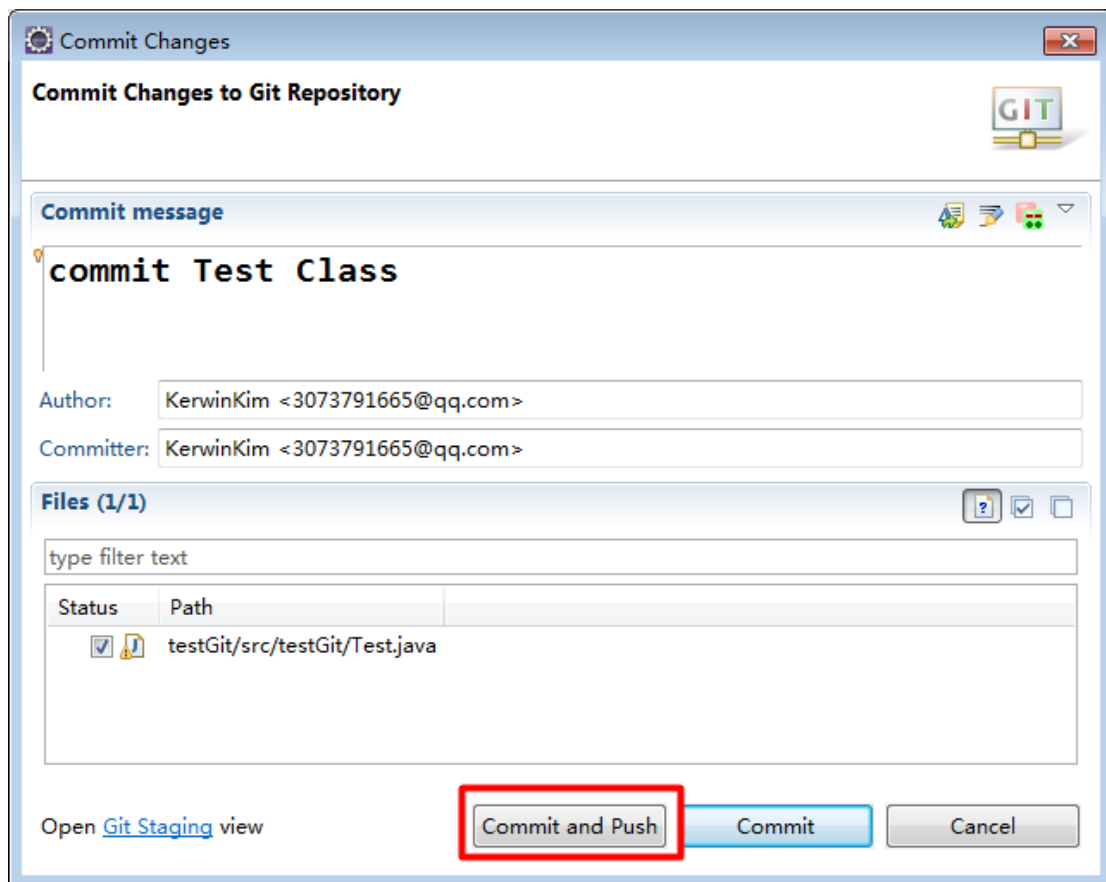 Commit Changes
Commit Changes to Git Repository
GIT
Commit message
commit Test Class
Author: KerwinKim <3073791665@qq.com>
Committer: KerwinKim <3073791665@qq.com>
Files (1/1)
type filter text
Status Path
testGit/src/testGit/Test.java
Open Git Staging view Commit and Push Commit Cancel